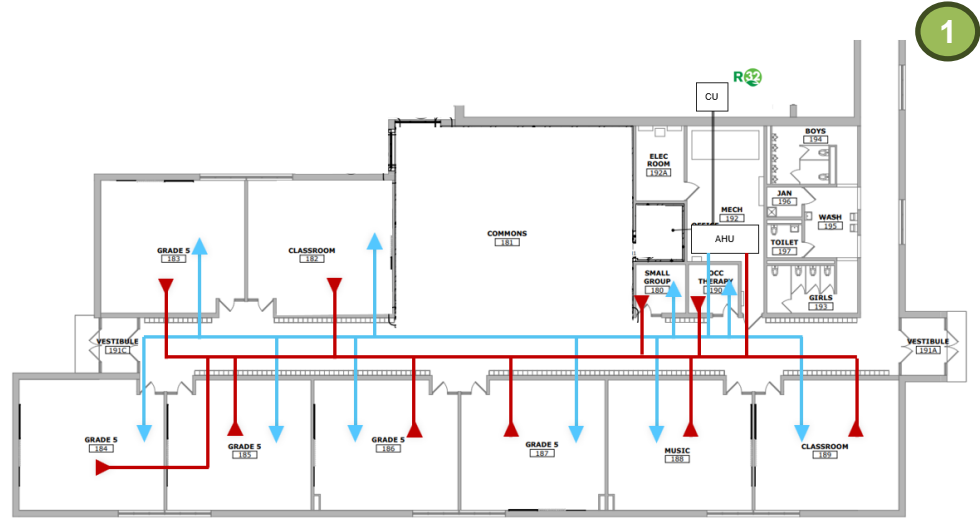 1
R32
CU
BOYS
194
ELEC
ROOM
192A
JAN
196
MECH
192
WASH
195
COMMONS
181
AHU
GRADE 5
183
CLASSROOM
182
TOILET
197
SMALL
GROUP
180
OCC
THERAPY
190
GIRLS
193
VESTIBULE
191C
VESTIBULE
191A
GRADE 5
184
GRADE 5
185
GRADE 5
186
GRADE 5
187
MUSIC
188
CLASSROOM
189